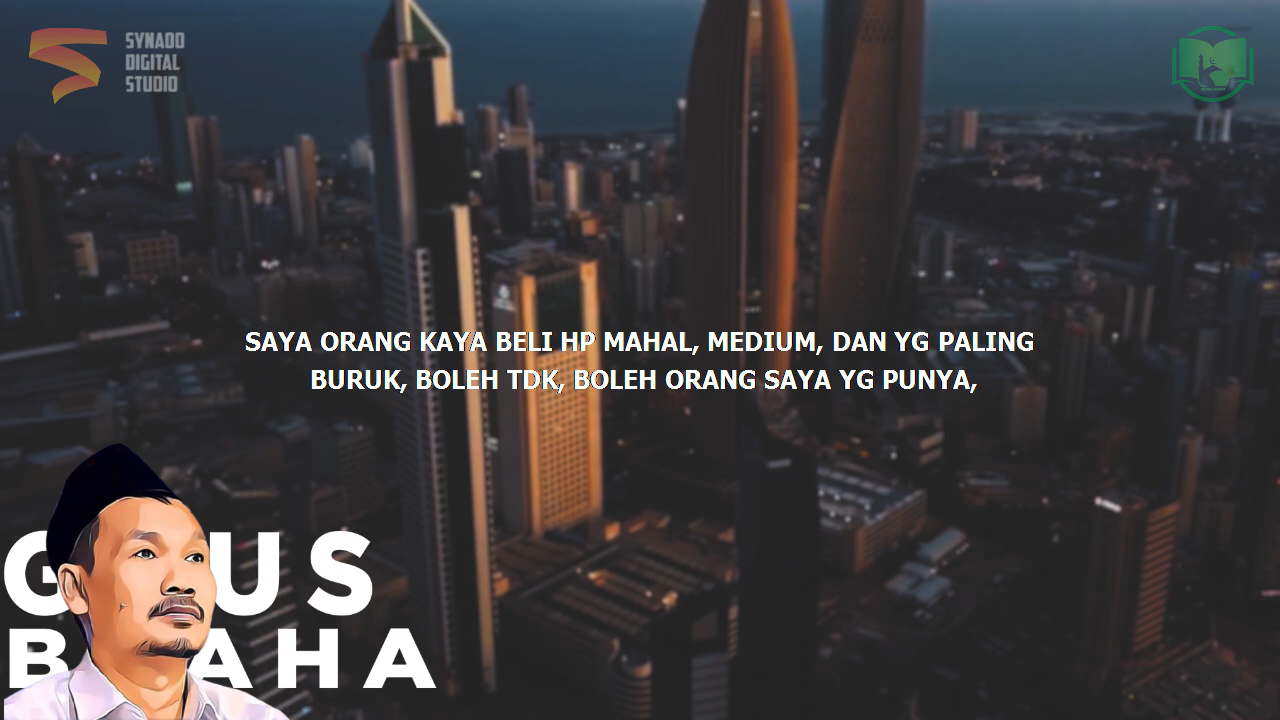 SYNADO
DIGITAL
STUDIO
SAYA ORANG KAYA BELI HP MAHAL, MEDIUM, DAN YG PALING
BURUK, BOLEH TDK, BOLEH ORANG SAYA YG PUNYA,
GUS
BAHA